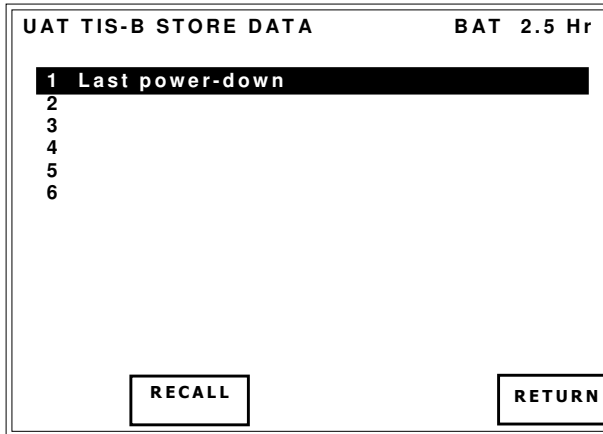 UAT TIS-B STORE DATA BAT 2.5 Hr
1 Last power-down
2
3
4
5
6
RECALL RETURN